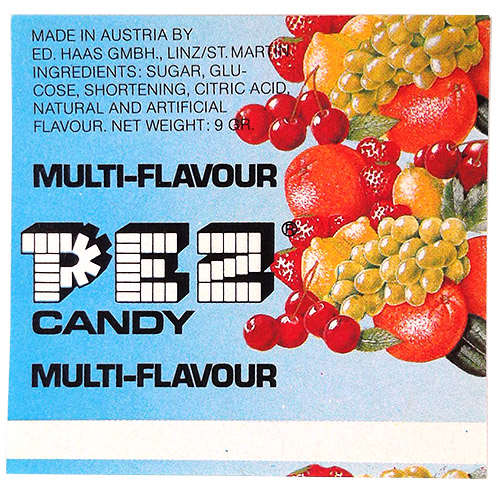 MADE IN AUSTRIA BY
ED. HAAS GMBH., LINZ/ST. MARTIN
INGREDIENTS: SUGAR, GLU-
COSE, SHORTENING, CITRIC ACID,
NATURAL AND ARTIFICIAL
FLAVOUR. NET WEIGHT: 9 GR.
MULTI-FLAVOUR
PEZ®
CANDY
MULTI-FLAVOUR